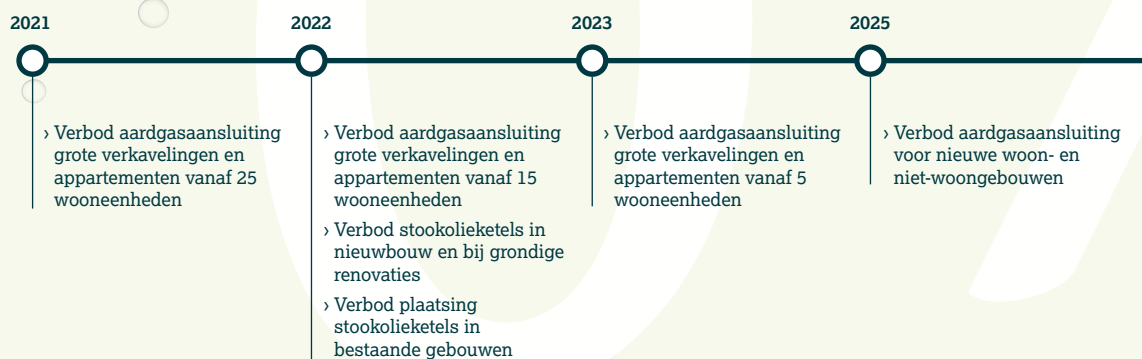 2021
› Verbod aardgasaansluiting
grote verkavelingen en
appartementen vanaf 25
wooneenheden
2022
› Verbod aardgasaansluiting
grote verkavelingen en
appartementen vanaf 15
wooneenheden
› Verbod stookolieketels in
nieuwbouw en bij grondige
renovaties
› Verbod plaatsing
stookolieketels in
bestaande gebouwen
2023
› Verbod aardgasaansluiting
grote verkavelingen en
appartementen vanaf 5
wooneenheden
2025
› Verbod aardgasaansluiting
voor nieuwe woon- en
niet-woongebouwen